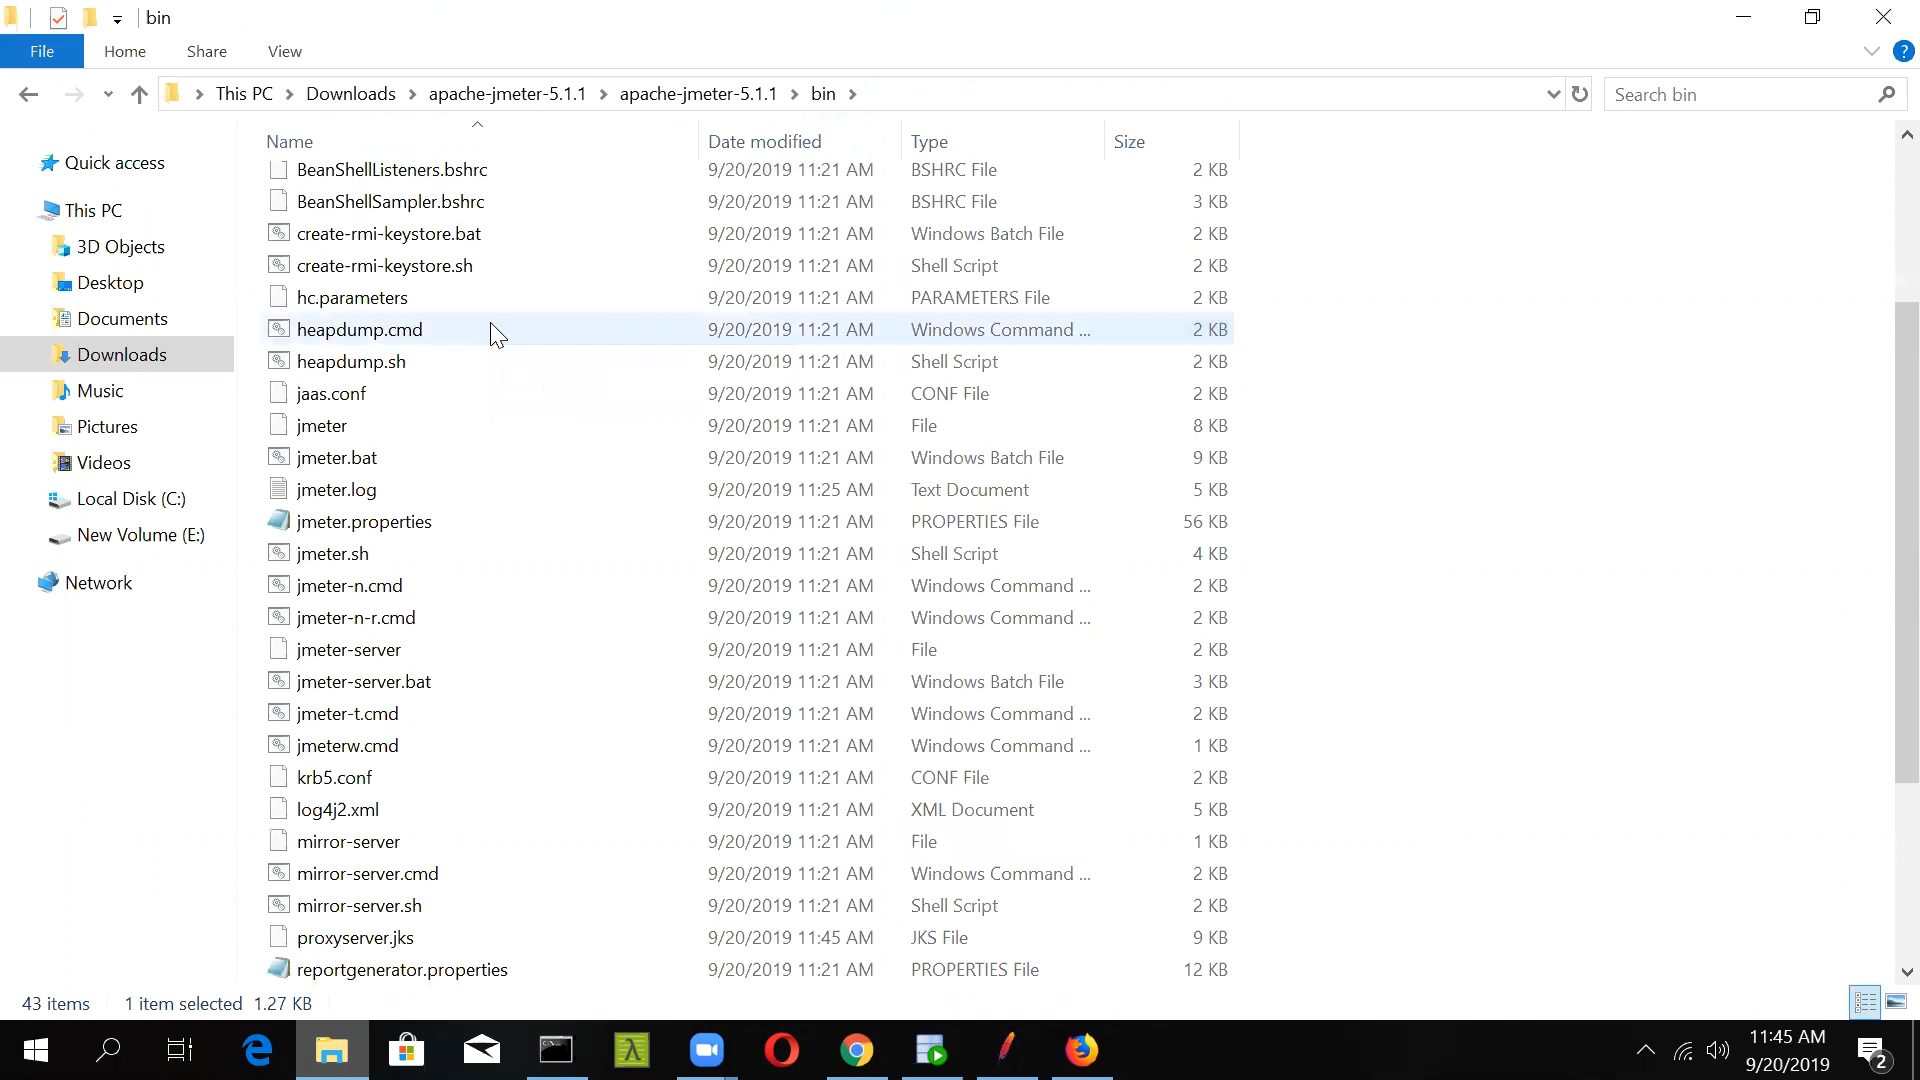 bin
File Home Share View
This PC Downloads apache-jmeter-5.1.1 apache-jmeter-5.1.1 bin
Search bin
Name Date modified Type Size
Quick access
This PC
3D Objects
Desktop
Documents
Downloads
Music
Pictures
Videos
Local Disk (C:)
New Volume (E:)
Network
BeanShellListeners.bshrc 9/20/2019 11:21 AM BSHRC File 2 KB
BeanShellSampler.bshrc 9/20/2019 11:21 AM BSHRC File 3 KB
create-rmi-keystore.bat 9/20/2019 11:21 AM Windows Batch File 2 KB
create-rmi-keystore.sh 9/20/2019 11:21 AM Shell Script 2 KB
hc.parameters 9/20/2019 11:21 AM PARAMETERS File 2 KB
heapdump.cmd 9/20/2019 11:21 AM Windows Command ... 2 KB
heapdump.sh 9/20/2019 11:21 AM Shell Script 2 KB
jaas.conf 9/20/2019 11:21 AM CONF File 2 KB
jmeter 9/20/2019 11:21 AM File 8 KB
jmeter.bat 9/20/2019 11:21 AM Windows Batch File 9 KB
jmeter.log 9/20/2019 11:25 AM Text Document 5 KB
jmeter.properties 9/20/2019 11:21 AM PROPERTIES File 56 KB
jmeter.sh 9/20/2019 11:21 AM Shell Script 4 KB
jmeter-n.cmd 9/20/2019 11:21 AM Windows Command ... 2 KB
jmeter-n-r.cmd 9/20/2019 11:21 AM Windows Command ... 2 KB
jmeter-server 9/20/2019 11:21 AM File 2 KB
jmeter-server.bat 9/20/2019 11:21 AM Windows Batch File 3 KB
jmeter-t.cmd 9/20/2019 11:21 AM Windows Command ... 2 KB
jmeterw.cmd 9/20/2019 11:21 AM Windows Command ... 1 KB
krb5.conf 9/20/2019 11:21 AM CONF File 2 KB
log4j2.xml 9/20/2019 11:21 AM XML Document 5 KB
mirror-server 9/20/2019 11:21 AM File 1 KB
mirror-server.cmd 9/20/2019 11:21 AM Windows Command ... 2 KB
mirror-server.sh 9/20/2019 11:21 AM Shell Script 2 KB
proxyserver.jks 9/20/2019 11:45 AM JKS File 9 KB
reportgenerator.properties 9/20/2019 11:21 AM PROPERTIES File 12 KB
43 items 1 item selected 1.27 KB
11:45 AM
9/20/2019
2